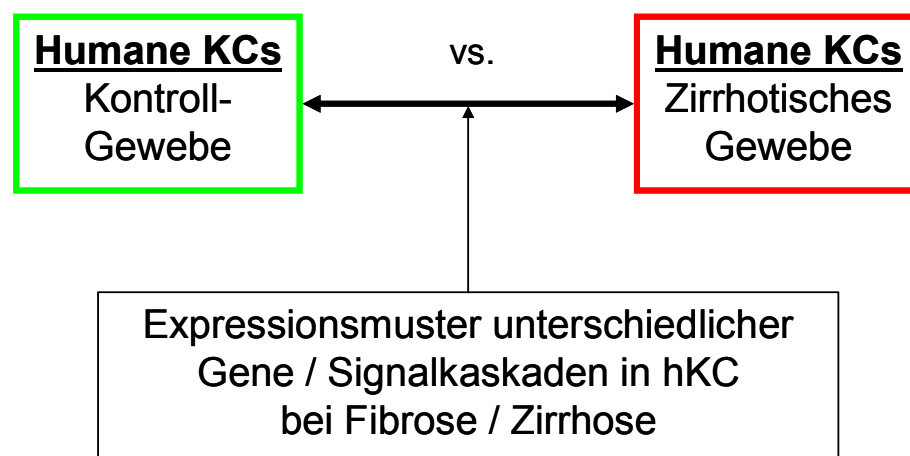 Humane KCs
Kontroll-
Gewebe
vs.
Humane KCs
Zirrhotisches
Gewebe
Expressionsmuster unterschiedlicher
Gene / Signalkaskaden in hKC
bei Fibrose / Zirrhose